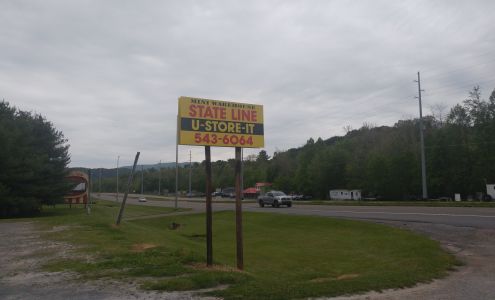 MINI WAREHOUSE
STATE LINE
U-STORE-IT
543-6064